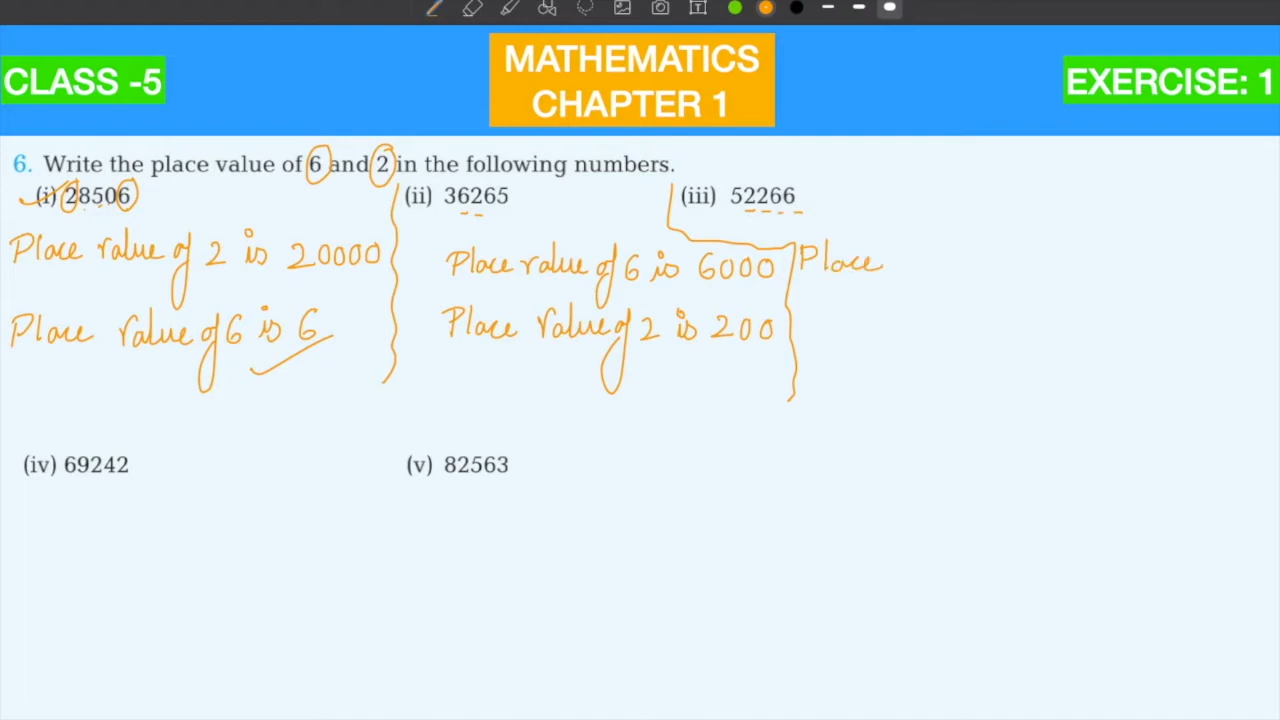 CLASS -5
MATHEMATICS
CHAPTER 1
EXERCISE: 1
6. Write the place value of 6 and 2 in the following numbers.
(i) 28506 (ii) 36265 (iii) 52266
Place value of 2 is 20000
Place value of 6 is 6
Place value of 6 is 6000
Place value of 2 is 200
Place
(iv) 69242 (v) 82563